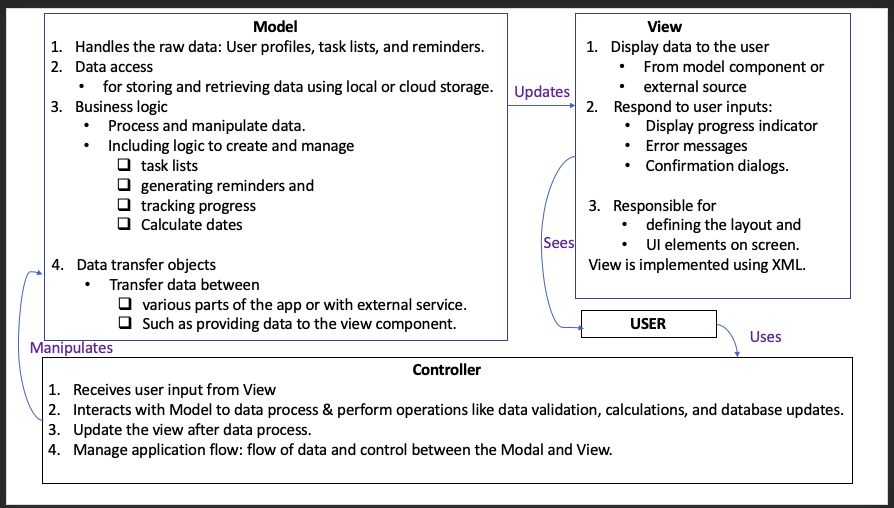 Model
1. Handles the raw data: User profiles, task lists, and reminders.
2. Data access
• for storing and retrieving data using local or cloud storage.
3. Business logic
• Process and manipulate data.
• Including logic to create and manage
❑ task lists
❑ generating reminders and
❑ tracking progress
❑ Calculate dates
4. Data transfer objects
• Transfer data between
❑ various parts of the app or with external service.
❑ Such as providing data to the view component.
Updates
View
1. Display data to the user
• From model component or
• external source
2. Respond to user inputs:
• Display progress indicator
• Error messages
• Confirmation dialogs.
3. Responsible for
• defining the layout and
• UI elements on screen.
View is implemented using XML.
Sees
USER
Uses
Manipulates
Controller
1. Receives user input from View
2. Interacts with Model to data process & perform operations like data validation, calculations, and database updates.
3. Update the view after data process.
4. Manage application flow: flow of data and control between the Modal and View.